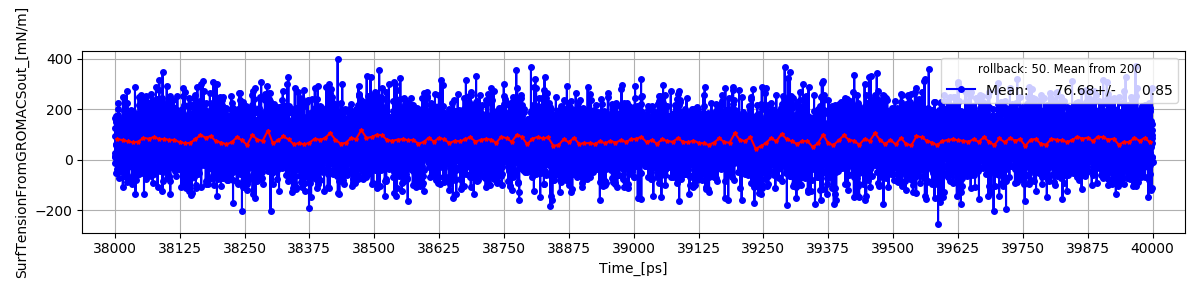 SurfTensionFromGROMACSout_[mN/m]
400
200
0
−200
rollback: 50. Mean from 200
Mean: 76.68+/- 0.85
38000 38125 38250 38375 38500 38625 38750 38875 39000 39125 39250 39375 39500 39625 39750 39875 40000
Time_[ps]